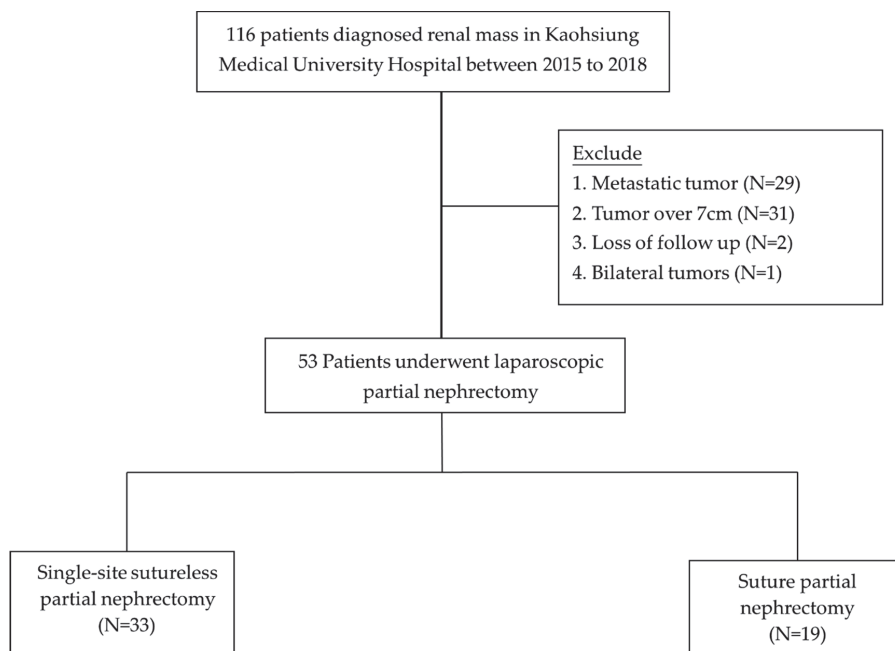 116 patients diagnosed renal mass in Kaohsiung
Medical University Hospital between 2015 to 2018
Exclude
1. Metastatic tumor (N=29)
2. Tumor over 7cm (N=31)
3. Loss of follow up (N=2)
4. Bilateral tumors (N=1)
53 Patients underwent laparoscopic
partial nephrectomy
Single-site sutureless
partial nephrectomy
(N=33)
Suture partial
nephrectomy
(N=19)